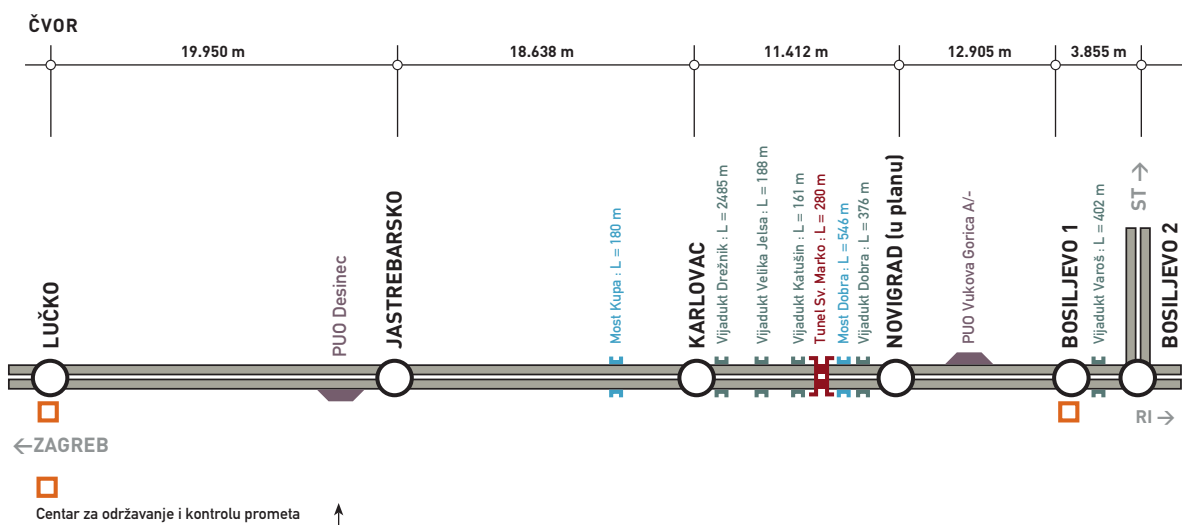 ČVOR
19.950 m
18.638 m
11.412 m
12.905 m
3.855 m
LUČKO
PUO Desinec
JASTREBARSKO
Most Kupa : L = 180 m
KARLOVAC
Vijadukt Drežnik : L = 2485 m
Vijadukt Velika Jelsa : L = 188 m
Vijadukt Katušin : L = 161 m
Tunel Sv. Marko : L = 280 m
Most Dobra : L = 546 m
Vijadukt Dobra : L = 376 m
NOVIGRAD (u planu)
PUO Vukova Gorica A/-
BOSILJEVO 1
Vijadukt Varoš : L = 402 m
ST →
BOSILJEVO 2
←ZAGREB
RI →
Centar za održavanje i kontrolu prometa